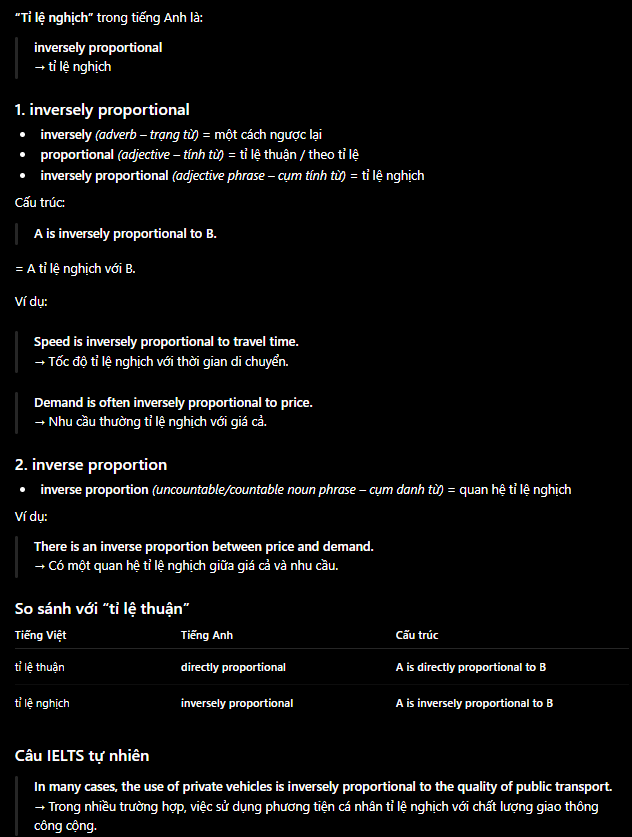 “Tỉ lệ nghịch” trong tiếng Anh là:
inversely proportional
→ tỉ lệ nghịch
1. inversely proportional
• inversely (adverb – trạng từ) = một cách ngược lại
• proportional (adjective – tính từ) = tỉ lệ thuận / theo tỉ lệ
• inversely proportional (adjective phrase – cụm tính từ) = tỉ lệ nghịch
Cấu trúc:
A is inversely proportional to B.
= A tỉ lệ nghịch với B.
Ví dụ:
Speed is inversely proportional to travel time.
→ Tốc độ tỉ lệ nghịch với thời gian di chuyển.
Demand is often inversely proportional to price.
→ Nhu cầu thường tỉ lệ nghịch với giá cả.
2. inverse proportion
• inverse proportion (uncountable/countable noun phrase – cụm danh từ) = quan hệ tỉ lệ nghịch
Ví dụ:
There is an inverse proportion between price and demand.
→ Có một quan hệ tỉ lệ nghịch giữa giá cả và nhu cầu.
So sánh với “tỉ lệ thuận”
Tiếng Việt Tiếng Anh Cấu trúc
tỉ lệ thuận directly proportional A is directly proportional to B
tỉ lệ nghịch inversely proportional A is inversely proportional to B
Câu IELTS tự nhiên
In many cases, the use of private vehicles is inversely proportional to the quality of public transport.
→ Trong nhiều trường hợp, việc sử dụng phương tiện cá nhân tỉ lệ nghịch với chất lượng giao thông
công cộng.